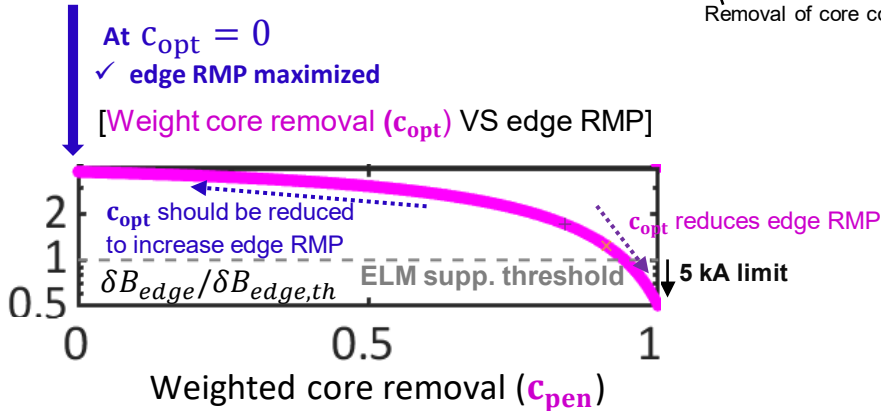 Removal of core co
At c_opt = 0
✓ edge RMP maximized
[Weight core removal (c_opt) VS edge RMP]
2
1
0.5
c_opt should be reduced
to increase edge RMP
c_opt reduces edge RMP
ELM supp. threshold
5 kA limit
δB_edge/δB_edge,th
0 0.5 1
Weighted core removal (c_pen)